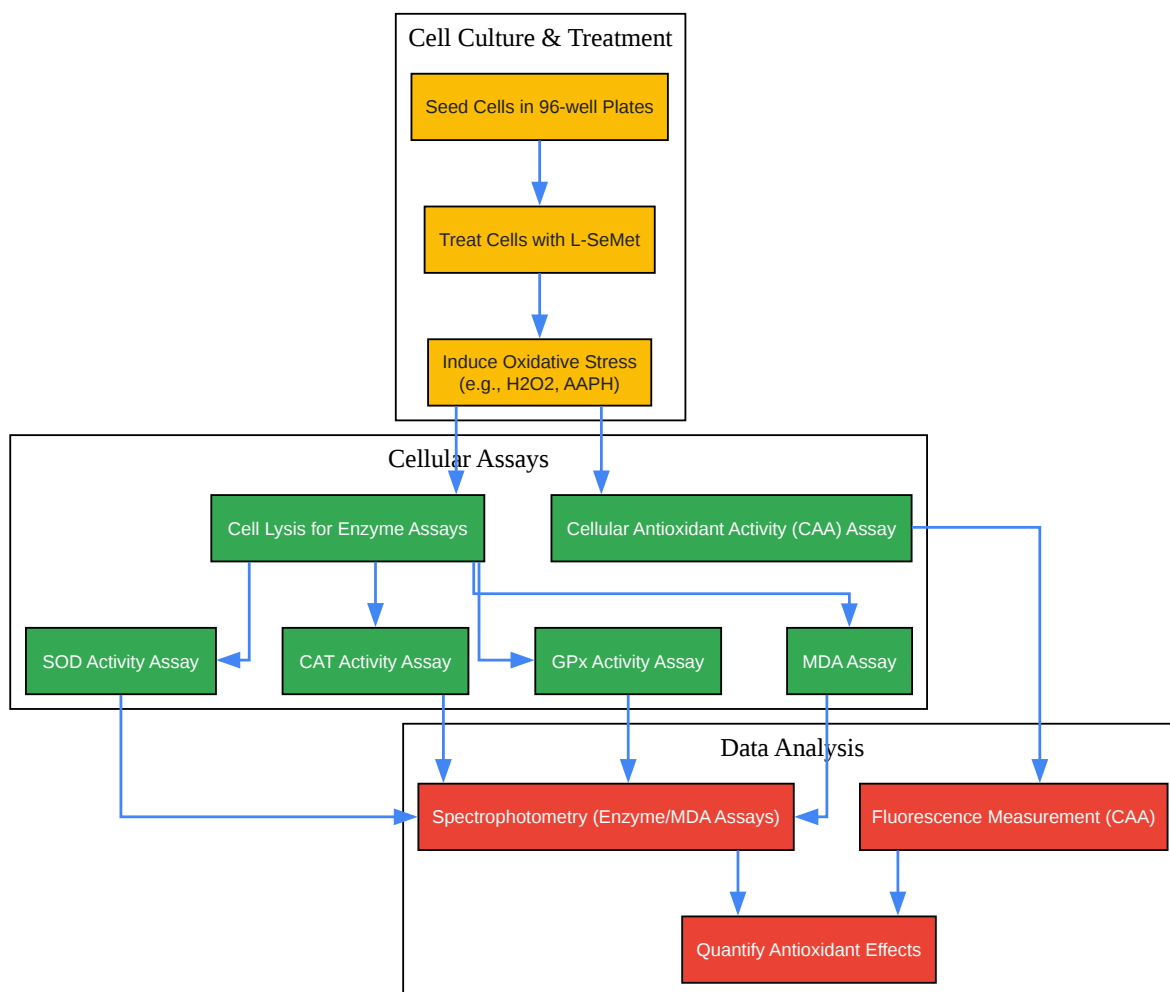 Cell Culture & Treatment
Seed Cells in 96-well Plates
Treat Cells with L-SeMet
Induce Oxidative Stress
(e.g., H2O2, AAPH)
Cellular Assays
Cell Lysis for Enzyme Assays
Cellular Antioxidant Activity (CAA) Assay
SOD Activity Assay
CAT Activity Assay
GPx Activity Assay
MDA Assay
Data Analysis
Spectrophotometry (Enzyme/MDA Assays)
Fluorescence Measurement (CAA)
Quantify Antioxidant Effects